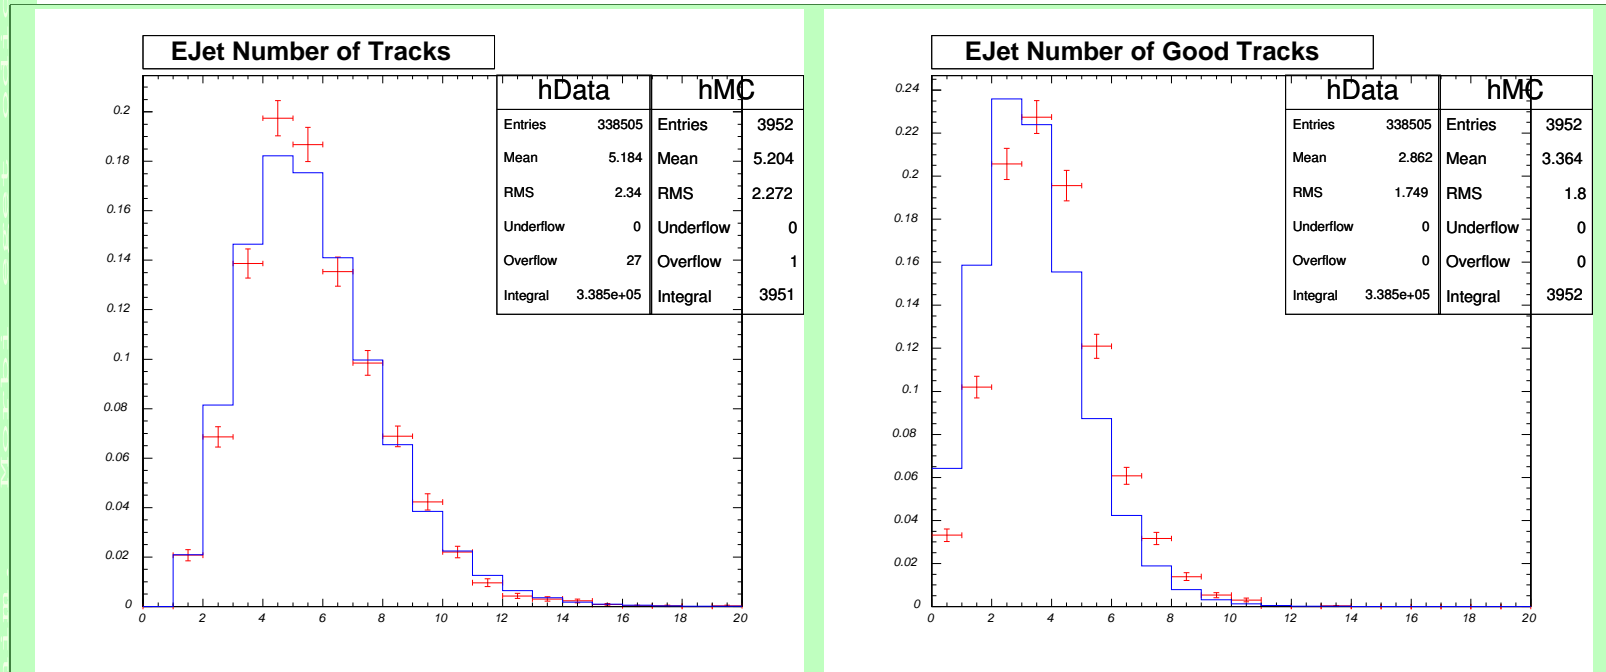 EJet Number of Tracks
hData hMC
Entries 338505 Entries 3952
Mean 5.184 Mean 5.204
RMS 2.34 RMS 2.272
Underflow 0 Underflow 0
Overflow 27 Overflow 1
Integral 3.385e+05 Integral 3951
0.2
0.18
0.16
0.14
0.12
0.1
0.08
0.06
0.04
0.02
0
0 2 4 6 8 10 12 14 16 18 20
EJet Number of Good Tracks
hData hMC
Entries 338505 Entries 3952
Mean 2.862 Mean 3.364
RMS 1.749 RMS 1.8
Underflow 0 Underflow 0
Overflow 0 Overflow 0
Integral 3.385e+05 Integral 3952
0.24
0.22
0.2
0.18
0.16
0.14
0.12
0.1
0.08
0.06
0.04
0.02
0
0 2 4 6 8 10 12 14 16 18 20